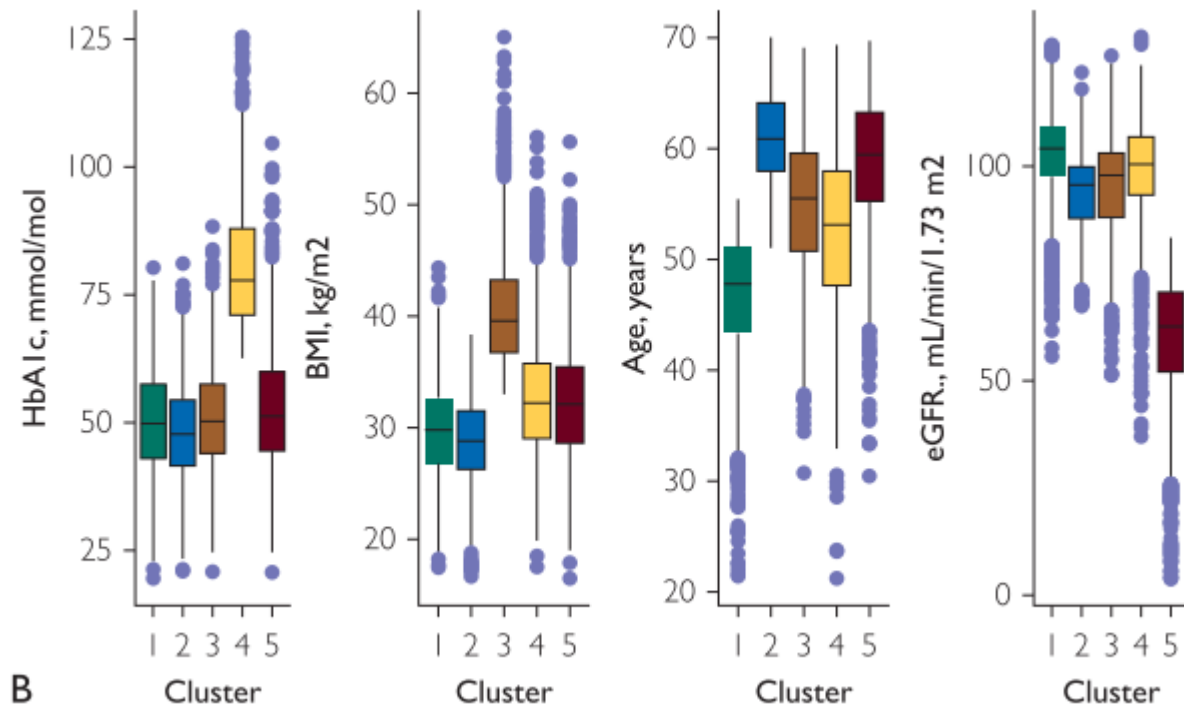 HbA1c, mmol/mol
125
100
75
50
25
1 2 3 4 5
Cluster
BMI, kg/m2
60
50
40
30
20
1 2 3 4 5
Cluster
Age, years
70
60
50
40
30
20
1 2 3 4 5
Cluster
eGFR., mL/min/1.73 m2
100
50
0
1 2 3 4 5
Cluster
B